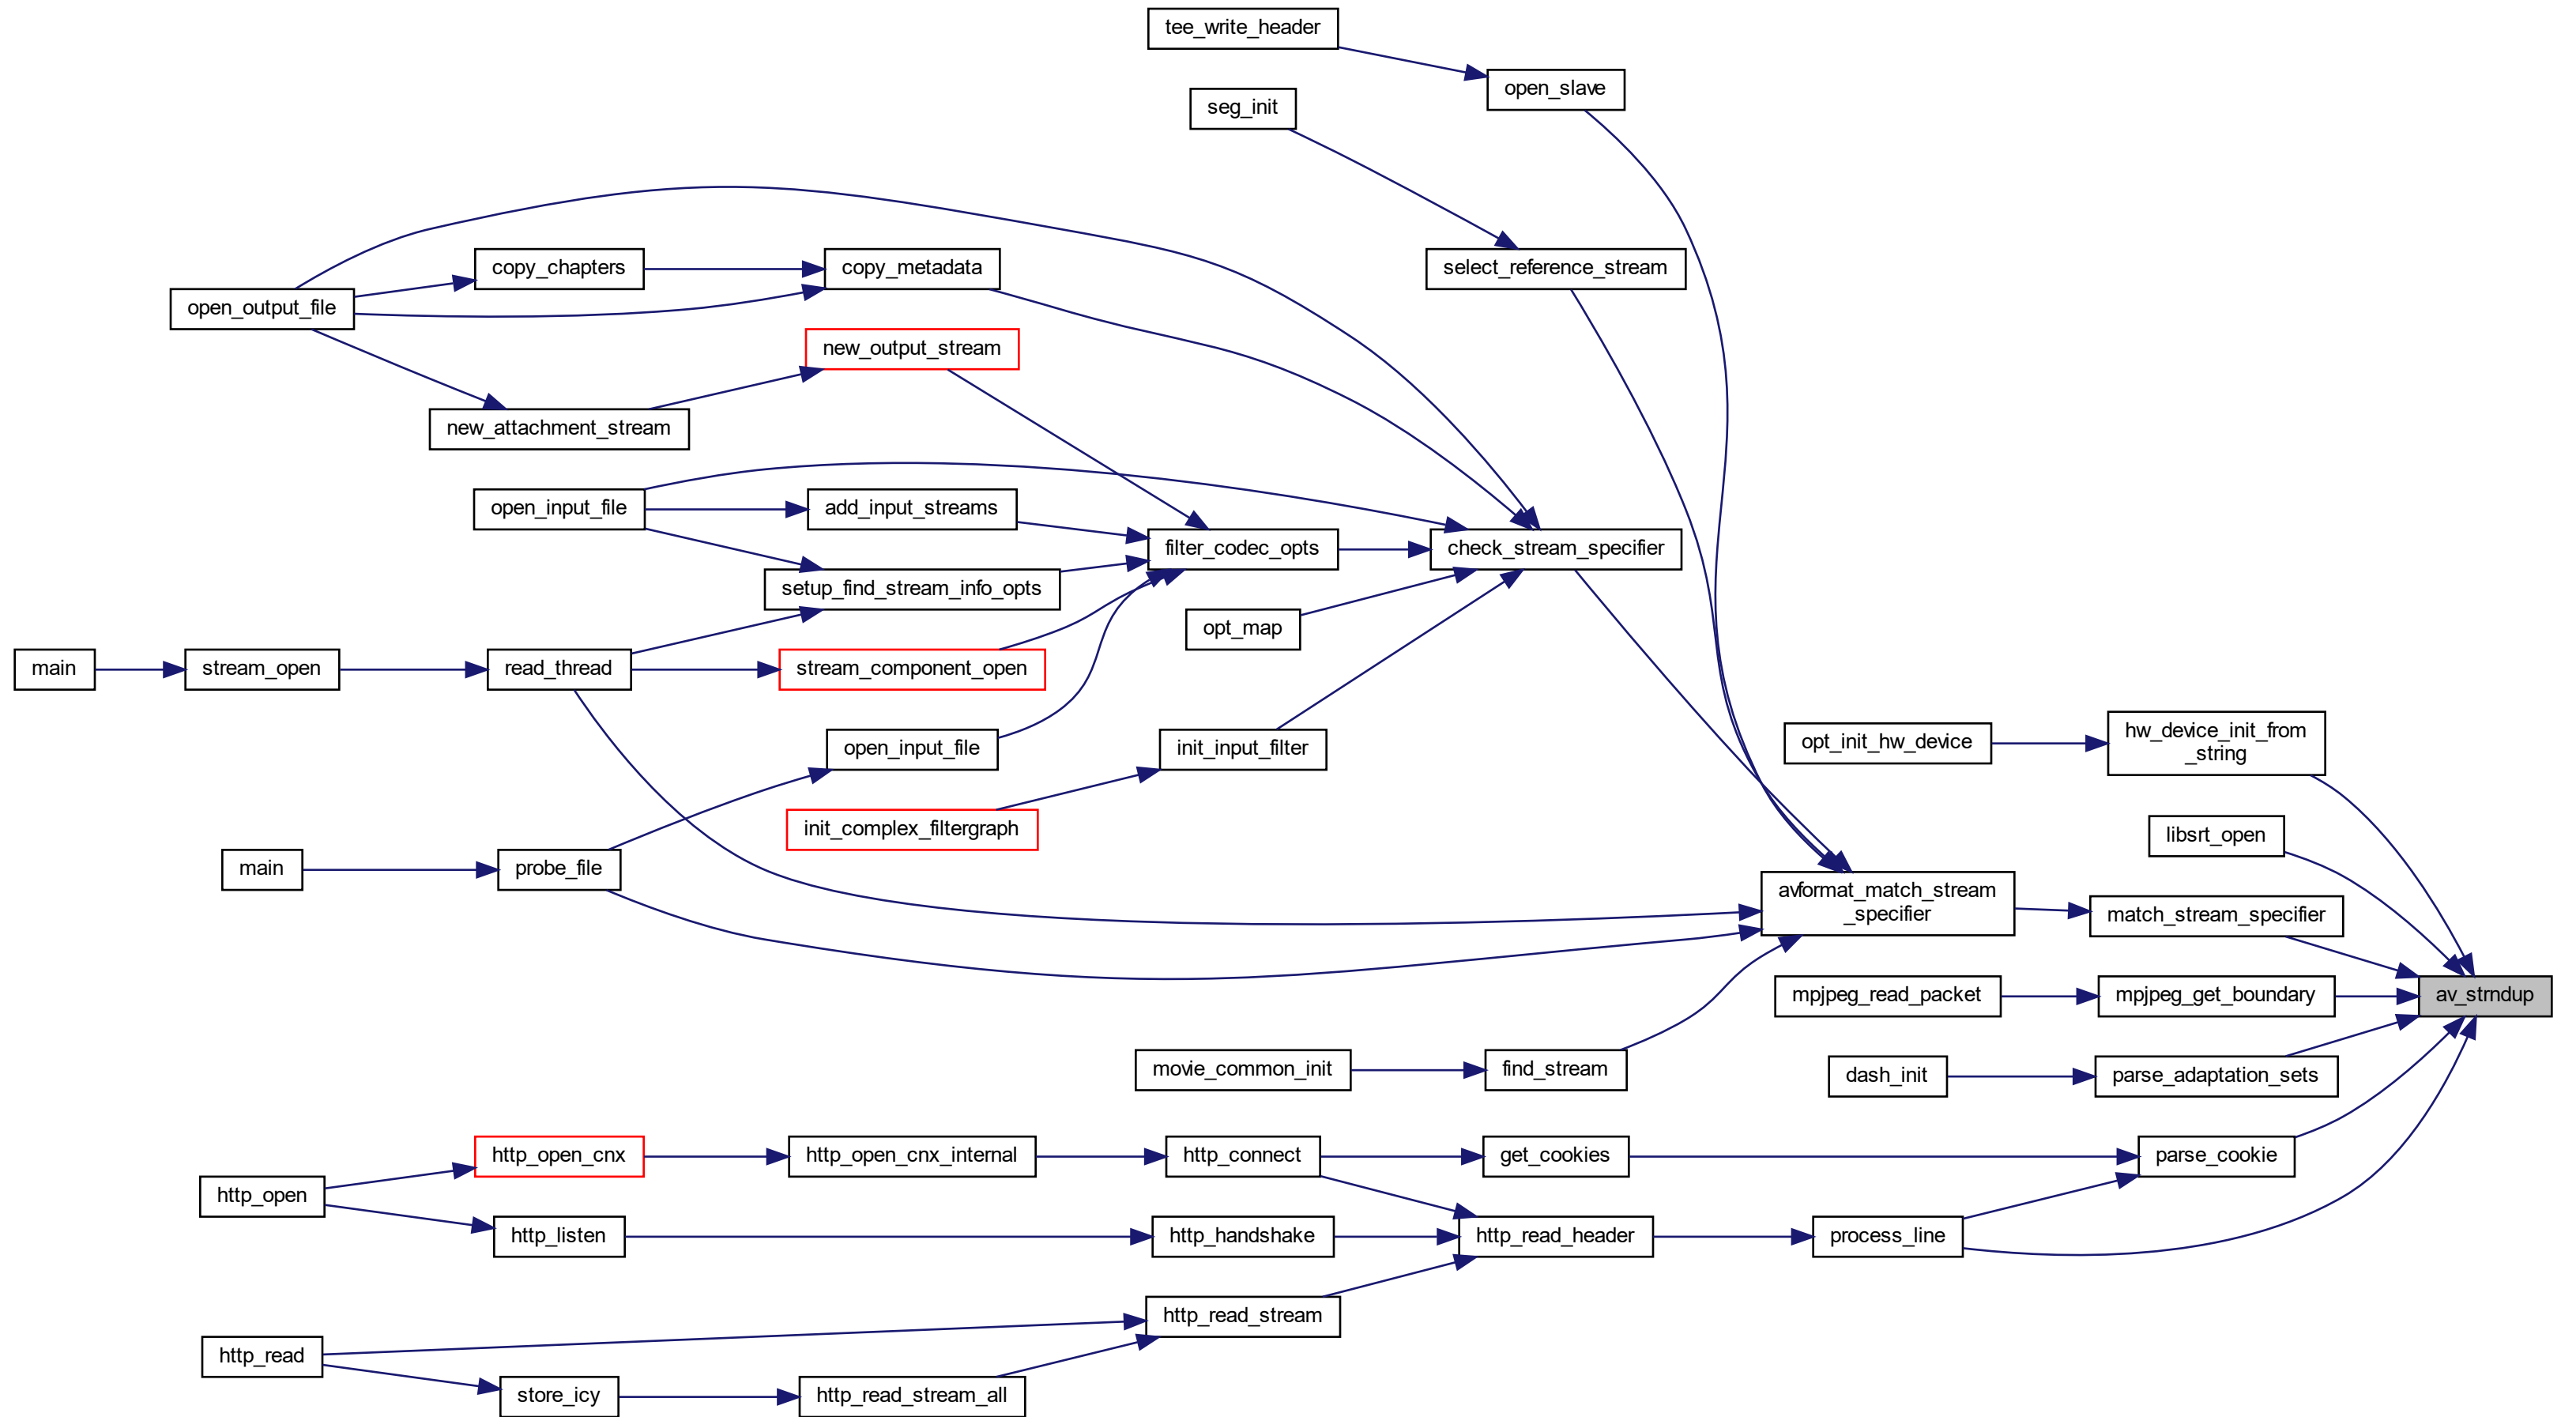 tee_write_header
open_slave
seg_init
select_reference_stream
copy_chapters
copy_metadata
open_output_file
new_output_stream
new_attachment_stream
open_input_file
add_input_streams
filter_codec_opts
check_stream_specifier
setup_find_stream_info_opts
opt_map
main
stream_open
read_thread
stream_component_open
open_input_file
init_input_filter
opt_init_hw_device
hw_device_init_from
_string
init_complex_filtergraph
libsrt_open
main
probe_file
avformat_match_stream
_specifier
match_stream_specifier
mpjpeg_read_packet
mpjpeg_get_boundary
av_strndup
movie_common_init
find_stream
dash_init
parse_adaptation_sets
http_open_cnx
http_open_cnx_internal
http_connect
get_cookies
parse_cookie
http_open
http_listen
http_handshake
http_read_header
process_line
http_read_stream
http_read
store_icy
http_read_stream_all